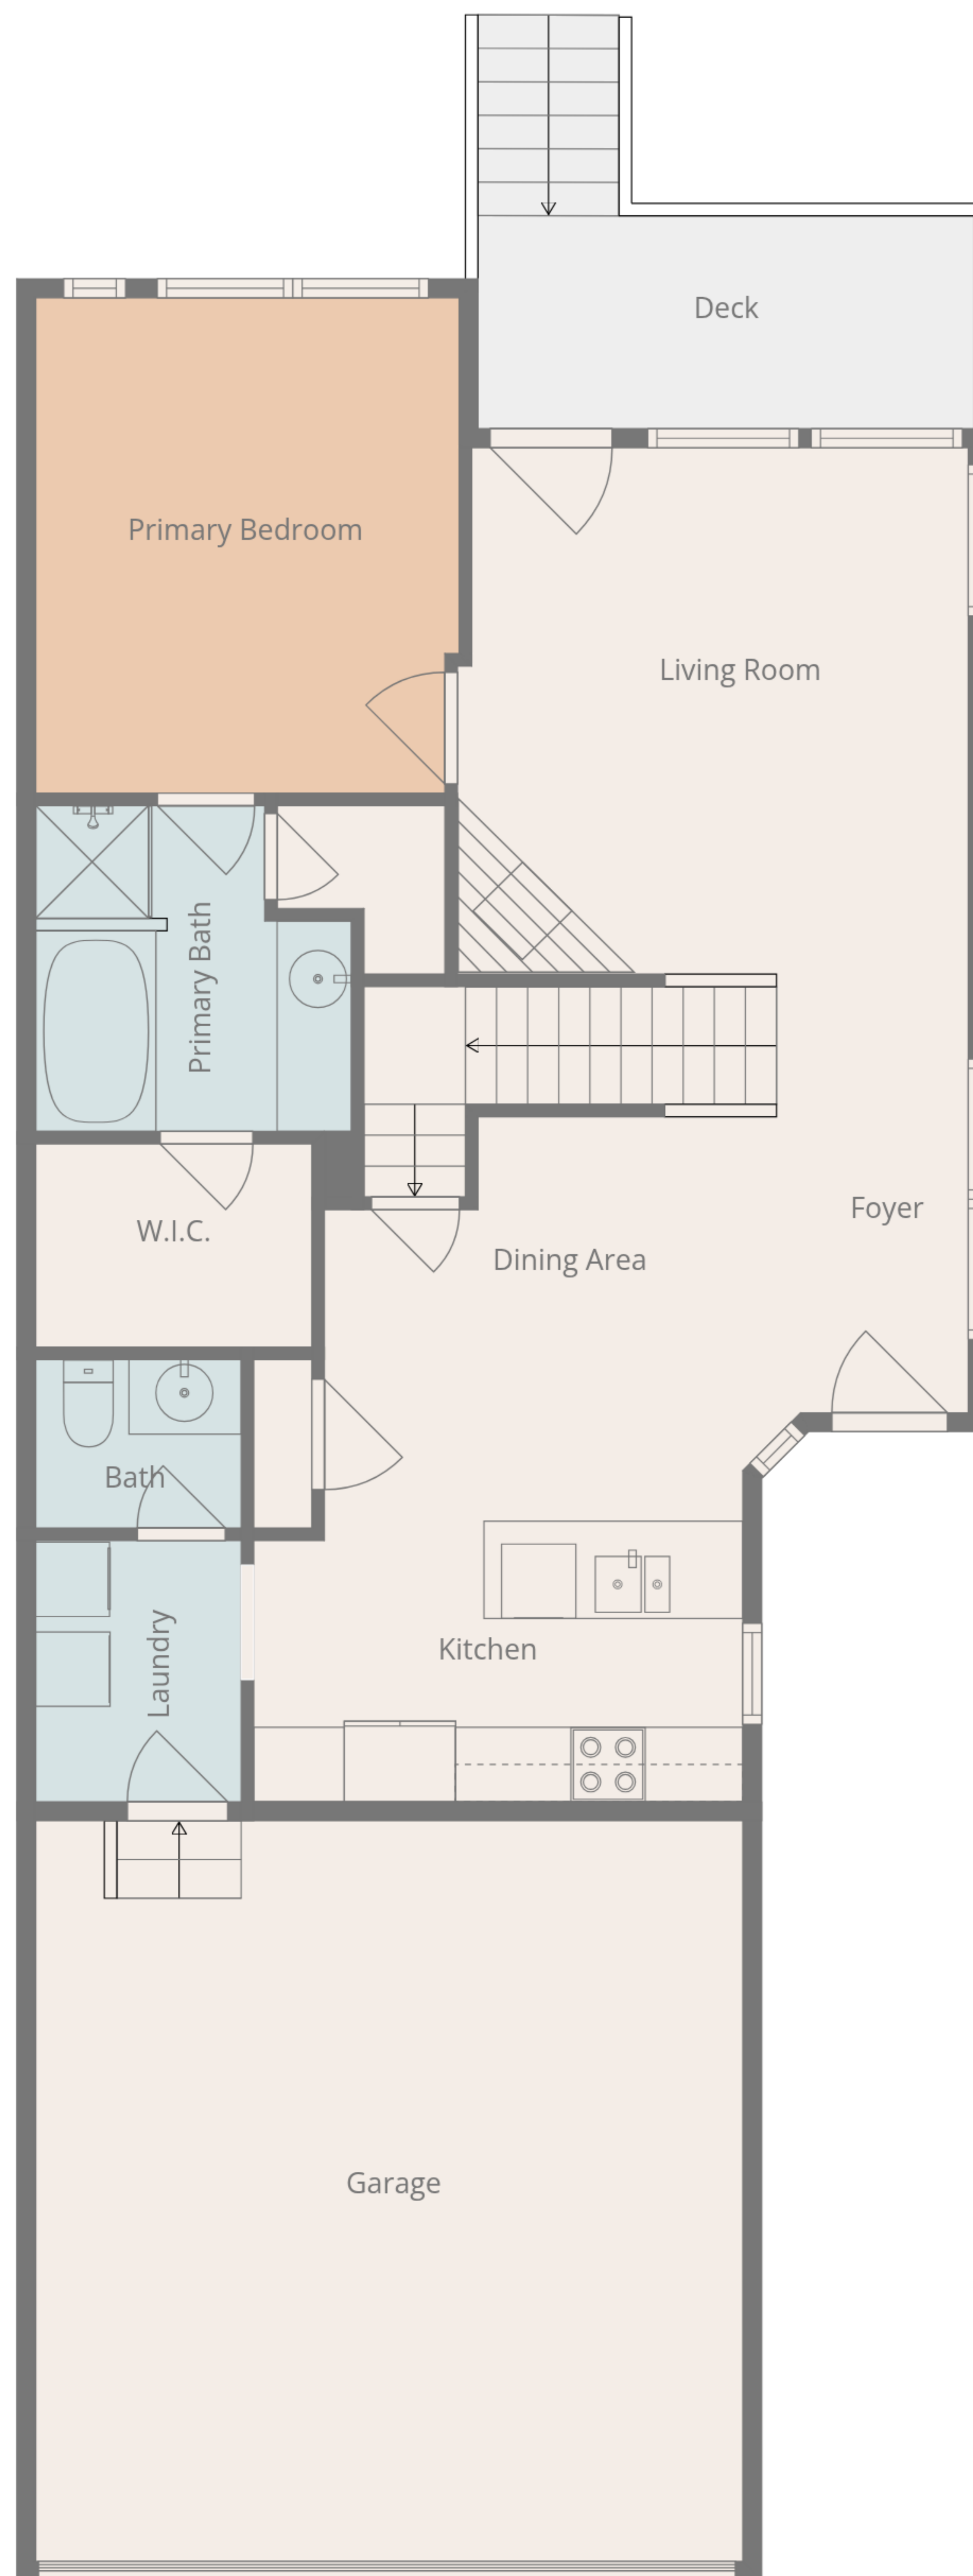 Deck
Primary Bedroom
Living Room
Primary Bath
Foyer
W.I.C.
Dining Area
Bath
Kitchen
Laundry
Garage